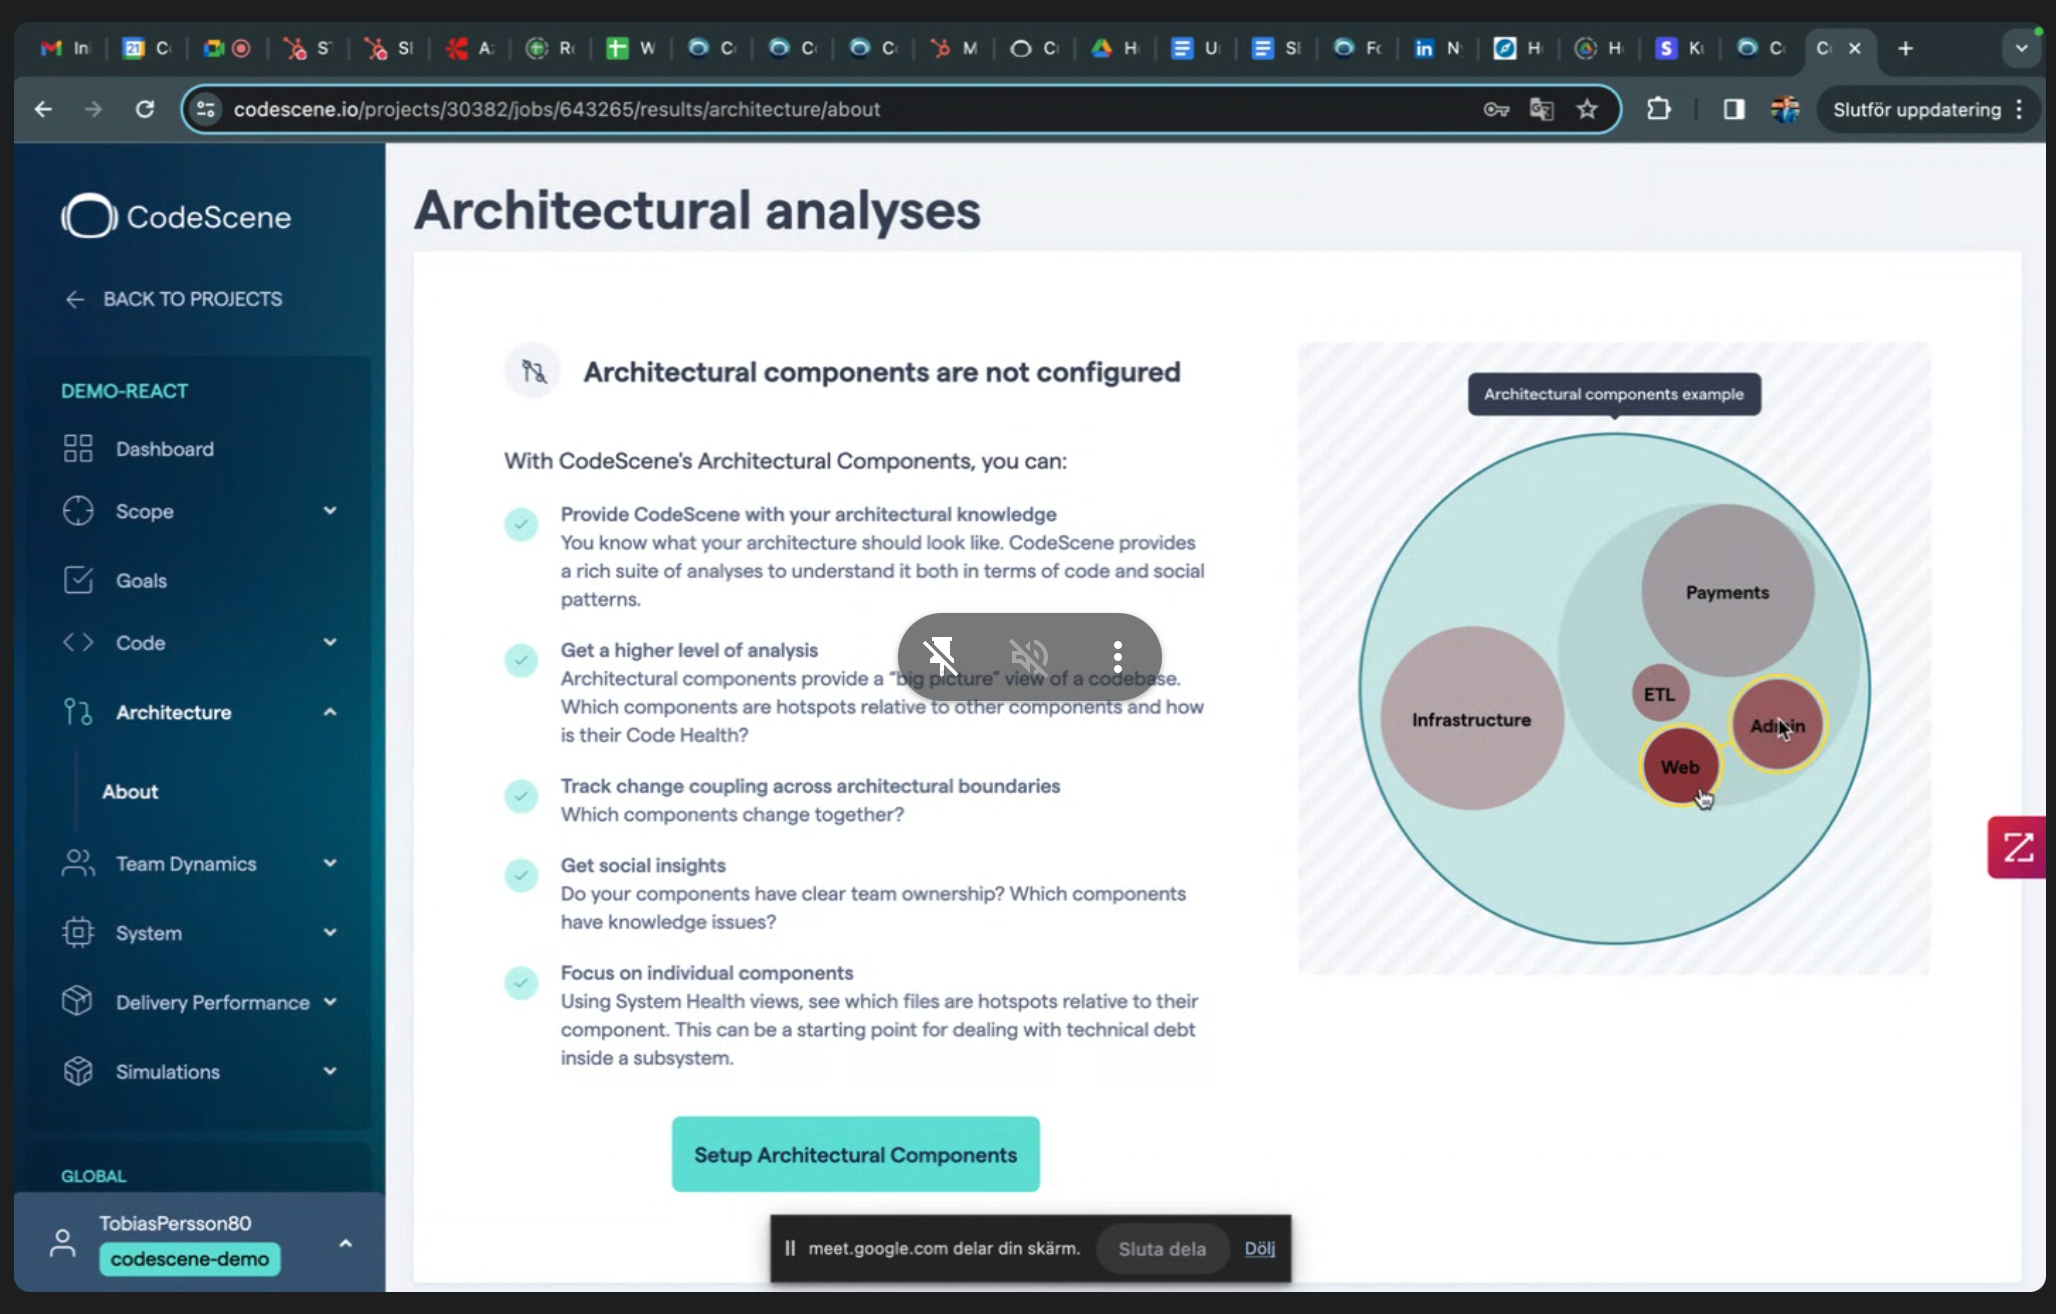 In
21
C
S
Sl
A
R
W
C
C
C
M
C
H
U
Sl
Fo
in N
H
H
S K
C
C
codescene.io/projects/30382/jobs/643265/results/architecture/about
Slutför uppdatering
CodeScene
BACK TO PROJECTS
DEMO-REACT
Dashboard
Scope
Goals
Code
Architecture
About
Team Dynamics
System
Delivery Performance
Simulations
GLOBAL
TobiasPersson80
codescene-demo
Architectural analyses
Architectural components are not configured
With CodeScene's Architectural Components, you can:
Provide CodeScene with your architectural knowledge
You know what your architecture should look like. CodeScene provides
a rich suite of analyses to understand it both in terms of code and social
patterns.
Get a higher level of analysis
Architectural components provide a “big picture” view of a codebase.
Which components are hotspots relative to other components and how
is their Code Health?
Track change coupling across architectural boundaries
Which components change together?
Get social insights
Do your components have clear team ownership? Which components
have knowledge issues?
Focus on individual components
Using System Health views, see which files are hotspots relative to their
component. This can be a starting point for dealing with technical debt
inside a subsystem.
Setup Architectural Components
Architectural components example
Payments
ETL
Infrastructure
Admin
Web
meet.google.com delar din skärm.
Sluta dela
Dölj